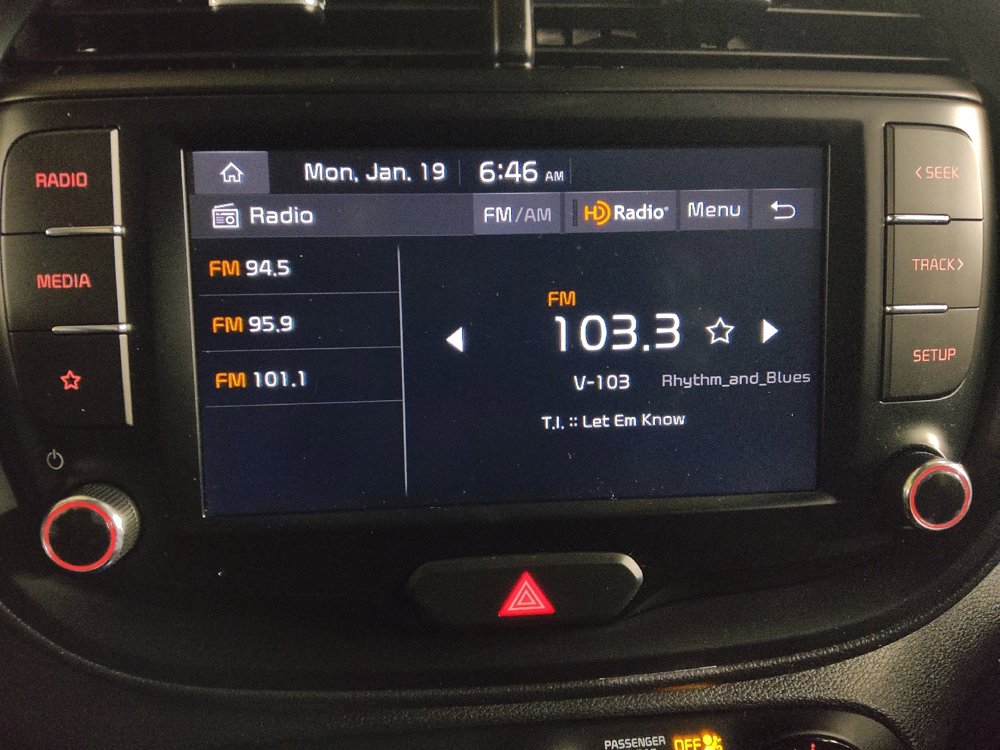 Mon, Jan. 19 6:46 AM
RADIO
< SEEK
Radio FM/AM HD Radio® Menu
FM 94.5
TRACK >
MEDIA
FM 95.9
FM
103.3
SETUP
FM 101.1
V-103 Rhythm_and_Blues
T.I. :: Let Em Know
PASSENGER
OFF